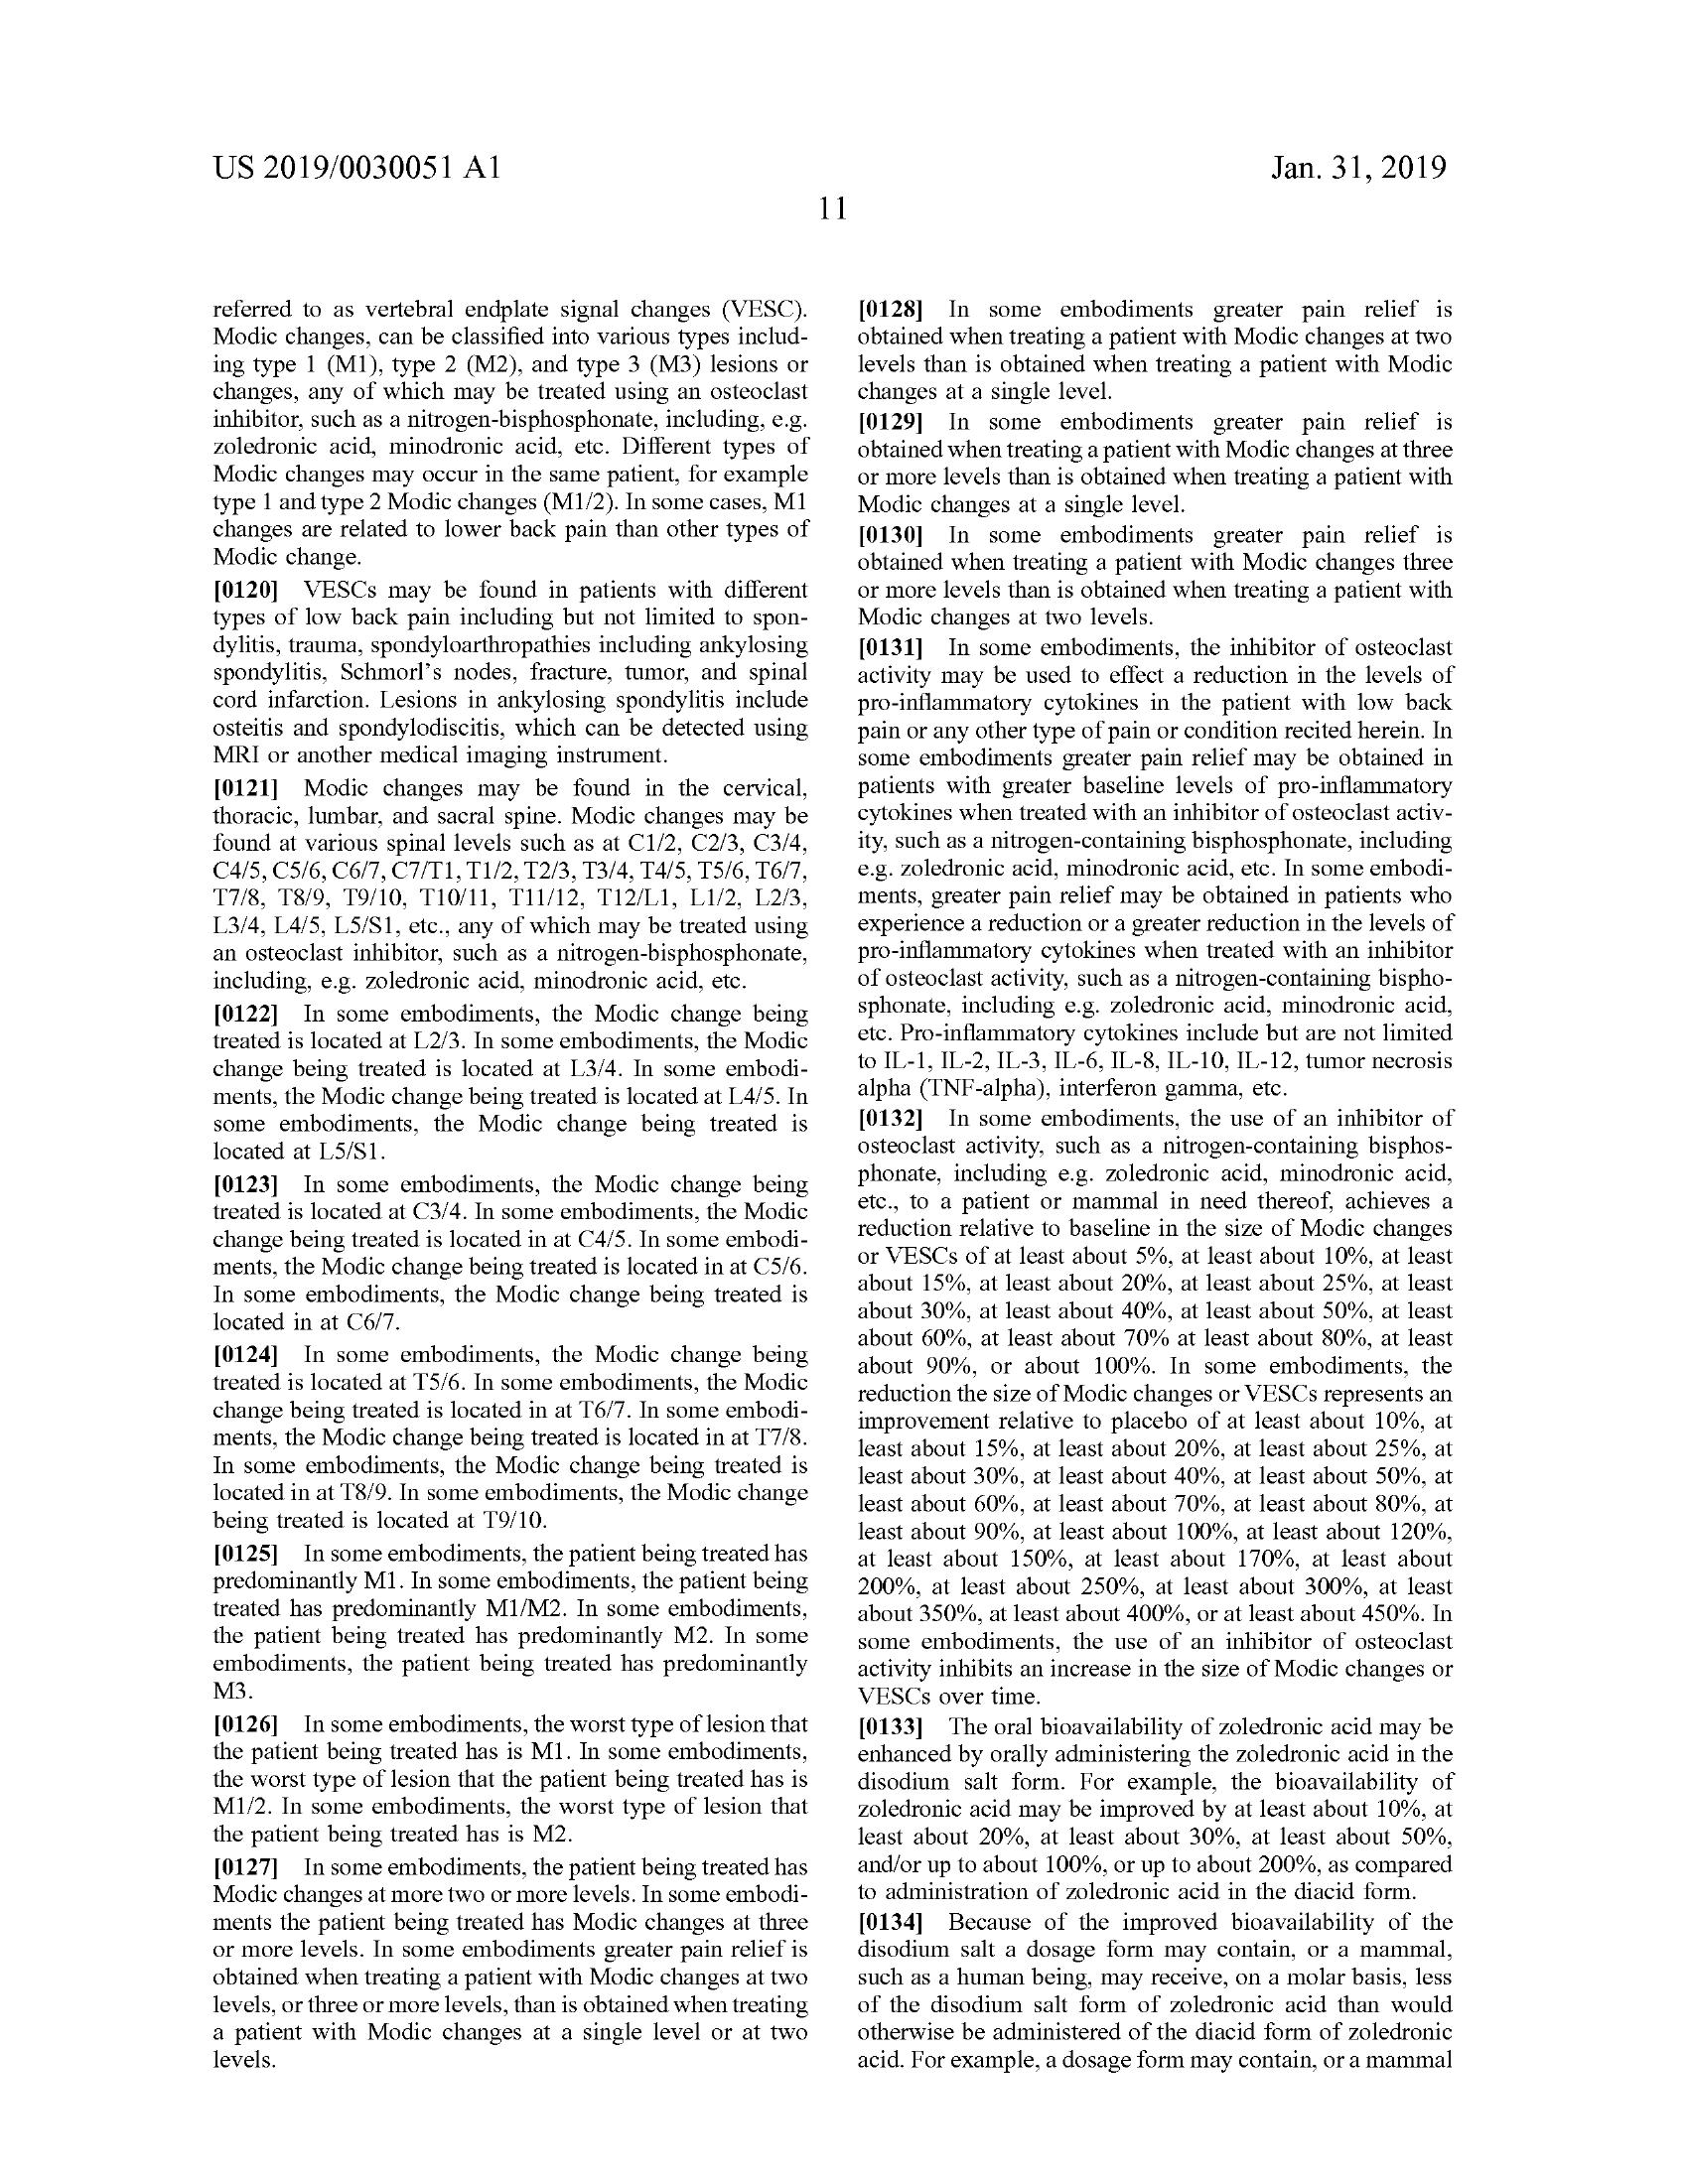 US 2019/0030051 A1
Jan. 31, 2019
11
referred to as vertebral endplate signal changes (VESC).
Modic changes, can be classified into various types includ-
ing type 1 (M1), type 2 (M2), and type 3 (M3) lesions or
changes, any of which may be treated using an osteoclast
inhibitor, such as a nitrogen-bisphosphonate, including, e.g.
zoledronic acid, minodronic acid, etc. Different types of
Modic changes may occur in the same patient, for example
type 1 and type 2 Modic changes (M1/2). In some cases, M1
changes are related to lower back pain than other types of
Modic change.
[0120] VESCs may be found in patients with different
types of low back pain including but not limited to spon-
dylitis, trauma, spondyloarthropathies including ankylosing
spondylitis, Schmorl's nodes, fracture, tumor, and spinal
cord infarction. Lesions in ankylosing spondylitis include
osteitis and spondylodiscitis, which can be detected using
MRI or another medical imaging instrument.
[0121] Modic changes may be found in the cervical,
thoracic, lumbar, and sacral spine. Modic changes may be
found at various spinal levels such as at C1/2, C2/3, C3/4,
C4/5, C5/6, C6/7, C7/T1, T1/2, T2/3, T3/4, T4/5, T5/6, T6/7,
T7/8, T8/9, T9/10, T10/11, T11/12, T12/L1, L1/2, L2/3,
L3/4, L4/5, L5/S1, etc., any of which may be treated using
an osteoclast inhibitor, such as a nitrogen-bisphosphonate,
including, e.g. zoledronic acid, minodronic acid, etc.
[0122] In some embodiments, the Modic change being
treated is located at L2/3. In some embodiments, the Modic
change being treated is located at L3/4. In some embodi-
ments, the Modic change being treated is located at L4/5. In
some embodiments, the Modic change being treated is
located at L5/S1.
[0123] In some embodiments, the Modic change being
treated is located at C3/4. In some embodiments, the Modic
change being treated is located in at C4/5. In some embodi-
ments, the Modic change being treated is located in at C5/6.
In some embodiments, the Modic change being treated is
located in at C6/7.
[0124] In some embodiments, the Modic change being
treated is located at T5/6. In some embodiments, the Modic
change being treated is located in at T6/7. In some embodi-
ments, the Modic change being treated is located in at T7/8.
In some embodiments, the Modic change being treated is
located in at T8/9. In some embodiments, the Modic change
being treated is located at T9/10.
[0125] In some embodiments, the patient being treated has
predominantly M1. In some embodiments, the patient being
treated has predominantly M1/M2. In some embodiments,
the patient being treated has predominantly M2. In some
embodiments, the patient being treated has predominantly
M3.
[0126] In some embodiments, the worst type of lesion that
the patient being treated has is M1. In some embodiments,
the worst type of lesion that the patient being treated has is
M1/2. In some embodiments, the worst type of lesion that
the patient being treated has is M2.
[0127] In some embodiments, the patient being treated has
Modic changes at more two or more levels. In some embodi-
ments the patient being treated has Modic changes at three
or more levels. In some embodiments greater pain relief is
obtained when treating a patient with Modic changes at two
levels, or three or more levels, than is obtained when treating
a patient with Modic changes at a single level or at two
levels.
[0128] In some embodiments greater pain relief is
obtained when treating a patient with Modic changes at two
levels than is obtained when treating a patient with Modic
changes at a single level.
[0129] In some embodiments greater pain relief is
obtained when treating a patient with Modic changes at three
or more levels than is obtained when treating a patient with
Modic changes at a single level.
[0130] In some embodiments greater pain relief is
obtained when treating a patient with Modic changes three
or more levels than is obtained when treating a patient with
Modic changes at two levels.
[0131] In some embodiments, the inhibitor of osteoclast
activity may be used to effect a reduction in the levels of
pro-inflammatory cytokines in the patient with low back
pain or any other type of pain or condition recited herein. In
some embodiments greater pain relief may be obtained in
patients with greater baseline levels of pro-inflammatory
cytokines when treated with an inhibitor of osteoclast activ-
ity, such as a nitrogen-containing bisphosphonate, including
e.g. zoledronic acid, minodronic acid, etc. In some embodi-
ments, greater pain relief may be obtained in patients who
experience a reduction or a greater reduction in the levels of
pro-inflammatory cytokines when treated with an inhibitor
of osteoclast activity, such as a nitrogen-containing bispho-
sphonate, including e.g. zoledronic acid, minodronic acid,
etc. Pro-inflammatory cytokines include but are not limited
to IL-1, IL-2, IL-3, IL-6, IL-8, IL-10, IL-12, tumor necrosis
alpha (TNF-alpha), interferon gamma, etc.
[0132] In some embodiments, the use of an inhibitor of
osteoclast activity, such as a nitrogen-containing bisphos-
phonate, including e.g. zoledronic acid, minodronic acid,
etc., to a patient or mammal in need thereof, achieves a
reduction relative to baseline in the size of Modic changes
or VESCs of at least about 5%, at least about 10%, at least
about 15%, at least about 20%, at least about 25%, at least
about 30%, at least about 40%, at least about 50%, at least
about 60%, at least about 70% at least about 80%, at least
about 90%, or about 100%. In some embodiments, the
reduction the size of Modic changes or VESCs represents an
improvement relative to placebo of at least about 10%, at
least about 15%, at least about 20%, at least about 25%, at
least about 30%, at least about 40%, at least about 50%, at
least about 60%, at least about 70%, at least about 80%, at
least about 90%, at least about 100%, at least about 120%,
at least about 150%, at least about 170%, at least about
200%, at least about 250%, at least about 300%, at least
about 350%, at least about 400%, or at least about 450%. In
some embodiments, the use of an inhibitor of osteoclast
activity inhibits an increase in the size of Modic changes or
VESCs over time.
[0133] The oral bioavailability of zoledronic acid may be
enhanced by orally administering the zoledronic acid in the
disodium salt form. For example, the bioavailability of
zoledronic acid may be improved by at least about 10%, at
least about 20%, at least about 30%, at least about 50%,
and/or up to about 100%, or up to about 200%, as compared
to administration of zoledronic acid in the diacid form.
[0134] Because of the improved bioavailability of the
disodium salt a dosage form may contain, or a mammal,
such as a human being, may receive, on a molar basis, less
of the disodium salt form of zoledronic acid than would
otherwise be administered of the diacid form of zoledronic
acid. For example, a dosage form may contain, or a mammal